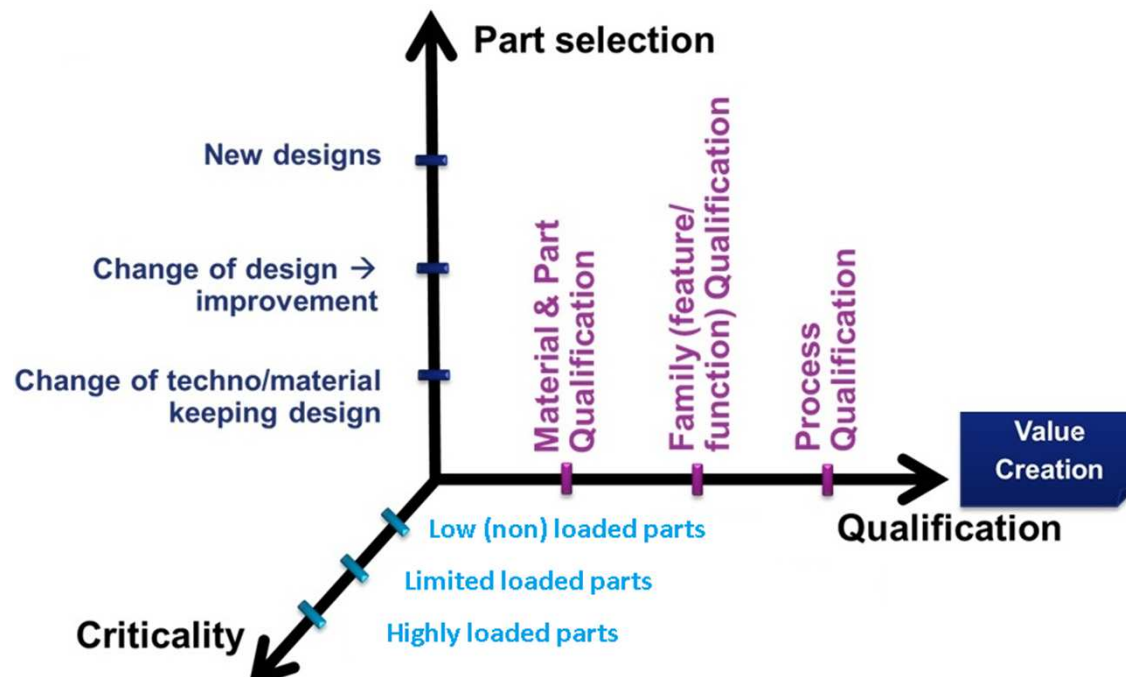 Part selection
New designs
Change of design →
improvement
Change of techno/material
keeping design
Material & Part
Qualification
Family (feature/
function) Qualification
Process
Qualification
Value
Creation
Qualification
Low (non) loaded parts
Limited loaded parts
Highly loaded parts
Criticality